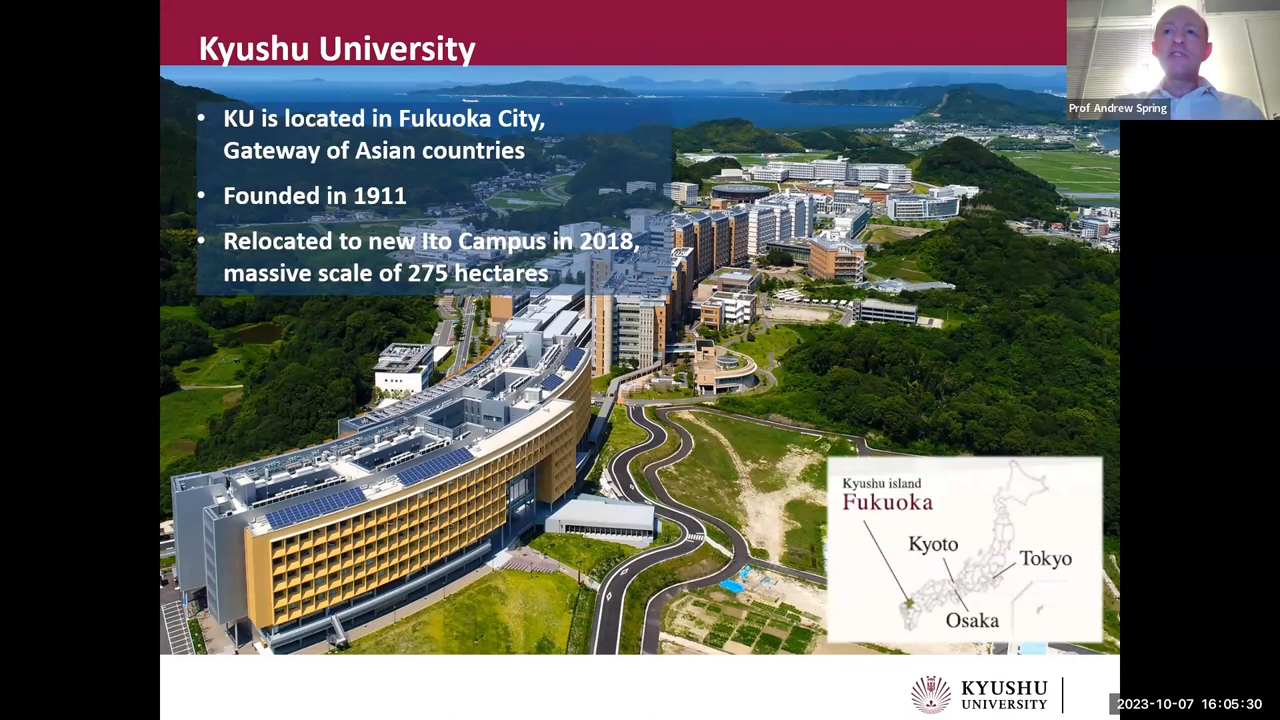 Kyushu University
Prof Andrew Spring
• KU is located in Fukuoka City,
Gateway of Asian countries
• Founded in 1911
• Relocated to new Ito Campus in 2018,
massive scale of 275 hectares
Kyushu island
Fukuoka
Kyoto
Tokyo
Osaka
KYUSHU
UNIVERSITY
2023-10-07 16:05:30